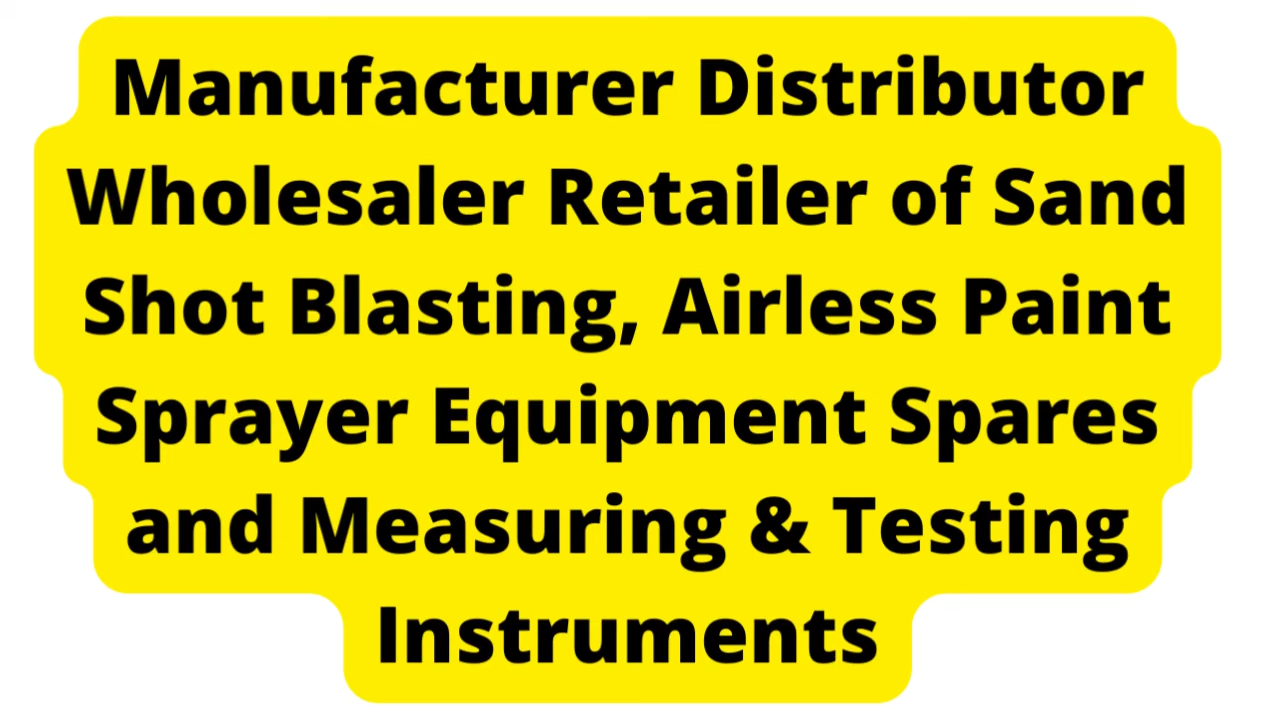 Manufacturer Distributor
Wholesaler Retailer of Sand
Shot Blasting, Airless Paint
Sprayer Equipment Spares
and Measuring & Testing
Instruments